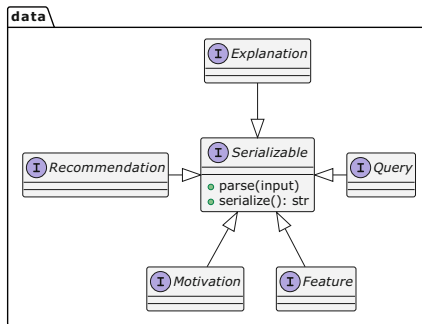 data
I Explanation
I Serializable
parse(input)
serialize(): str
I Recommendation
I Query
I Motivation
I Feature